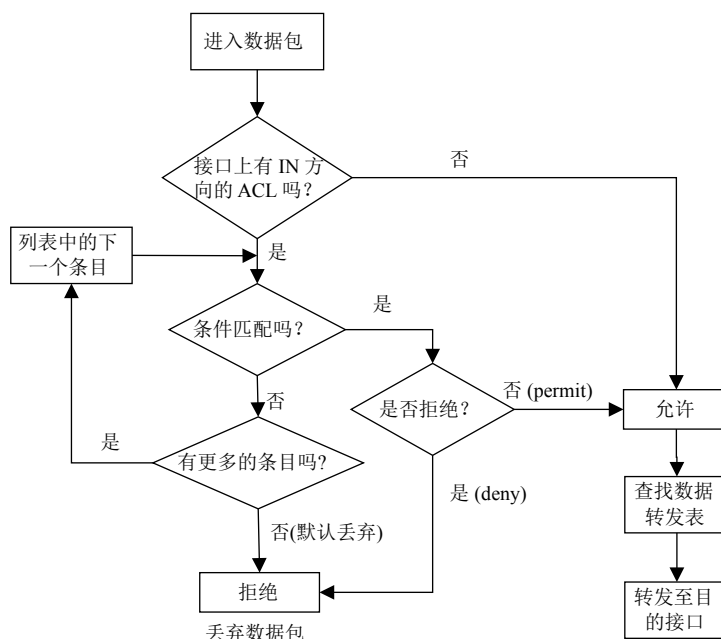 进入数据包
接口上有 IN 方
向的 ACL 吗？
否
列表中的下
一个条目
是
是
条件匹配吗？
否 (permit)
否
是否拒绝？
允许
是
有更多的条目吗？
是 (deny)
查找数据
转发表
否(默认丢弃)
拒绝
转发至目
的接口
丢弃数据包